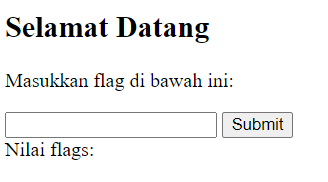 Selamat Datang
Masukkan flag di bawah ini:
Submit
Nilai flags: